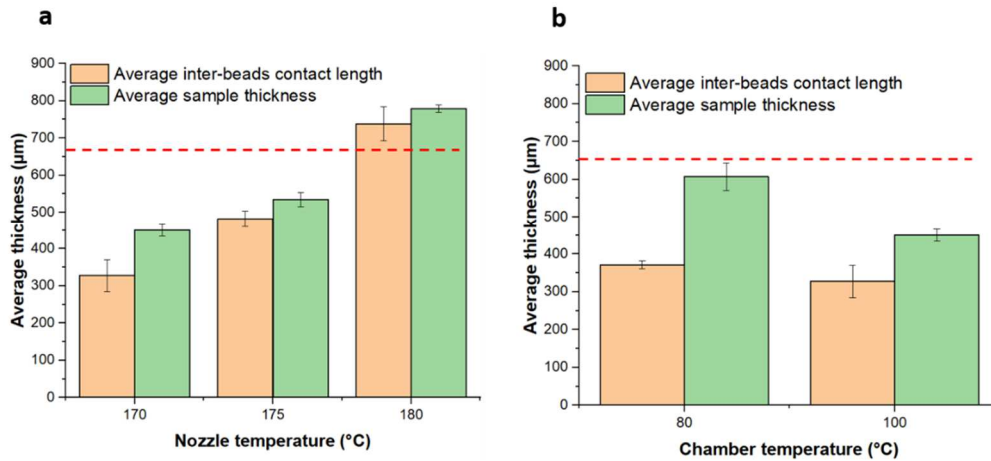 a
Average thickness (µm)
900
800
700
600
500
400
300
200
100
0
Average inter-beads contact length
Average sample thickness
170 175 180
Nozzle temperature (°C)
b
Average thickness (µm)
900
800
700
600
500
400
300
200
100
0
Average inter-beads contact length
Average sample thickness
80 100
Chamber temperature (°C)